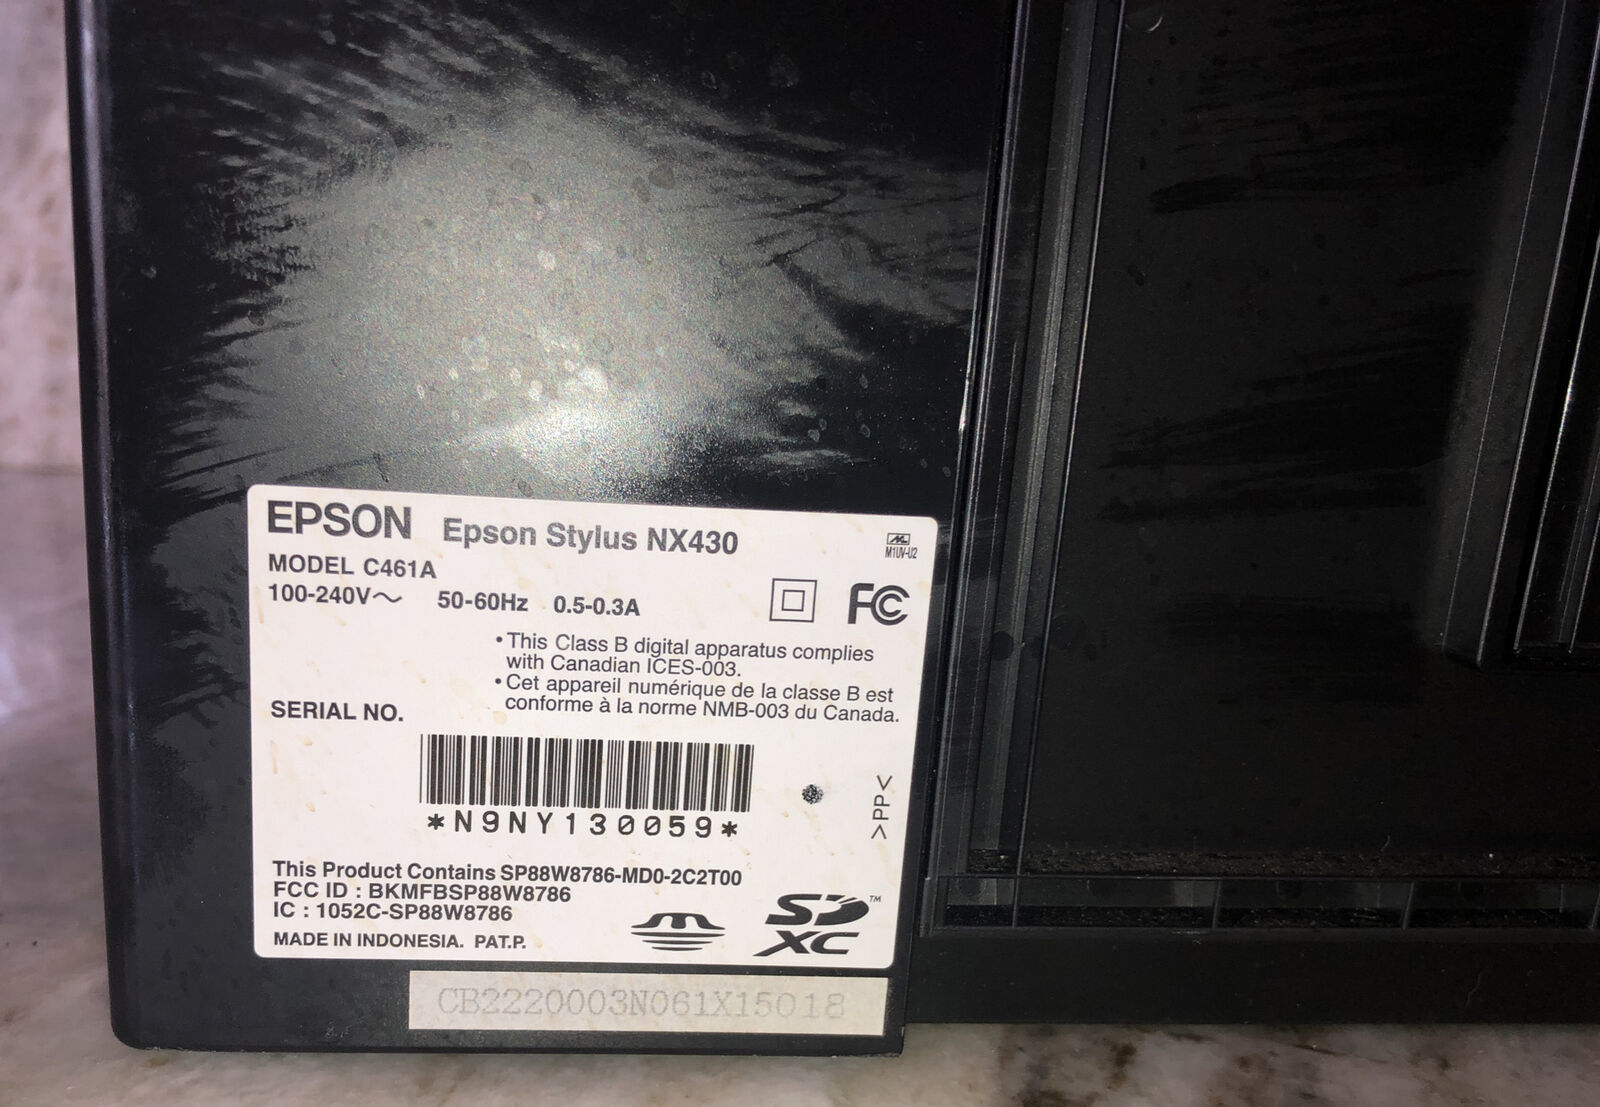 EPSON Epson Stylus NX430
M1UV-U2
MODEL C461A
100-240V～ 50-60Hz 0.5-0.3A
FC
•This Class B digital apparatus complies
with Canadian ICES-003.
•Cet appareil numérique de la classe B est
conforme à la norme NMB-003 du Canada.
SERIAL NO.
*N9NY130059*
>PP<
This Product Contains SP88W8786-MD0-2C2T00
FCC ID : BKMFBSP88W8786
IC : 1052C-SP88W8786
MADE IN INDONESIA. PAT.P.
SD XC™
CB2220003N061X15018